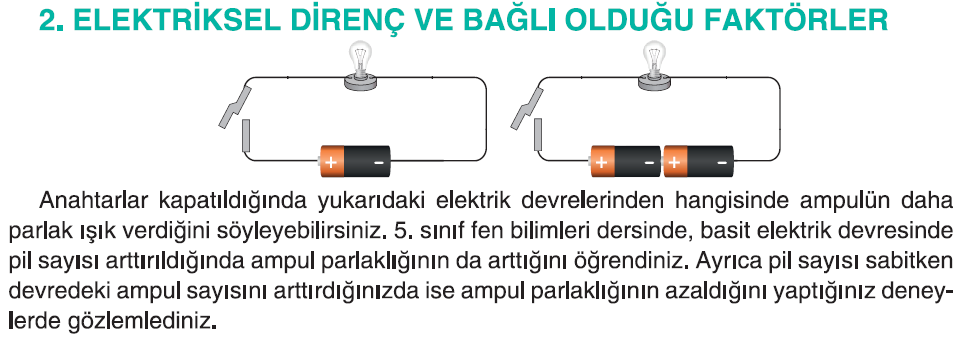 2. ELEKTRİKSEL DİRENÇ VE BAĞLI OLDUĞU FAKTÖRLER
+ - + - + -
Anahtarlar kapatıldığında yukarıdaki elektrik devrelerinden hangisinde ampulün daha
parlak ışık verdiğini söyleyebilirsiniz. 5. sınıf fen bilimleri dersinde, basit elektrik devresinde
pil sayısı arttırıldığında ampul parlaklığının da arttığını öğrendiniz. Ayrıca pil sayısı sabitken
devredeki ampul sayısını arttırdığınızda ise ampul parlaklığının azaldığını yaptığınız deney-
lerde gözlemlediniz.